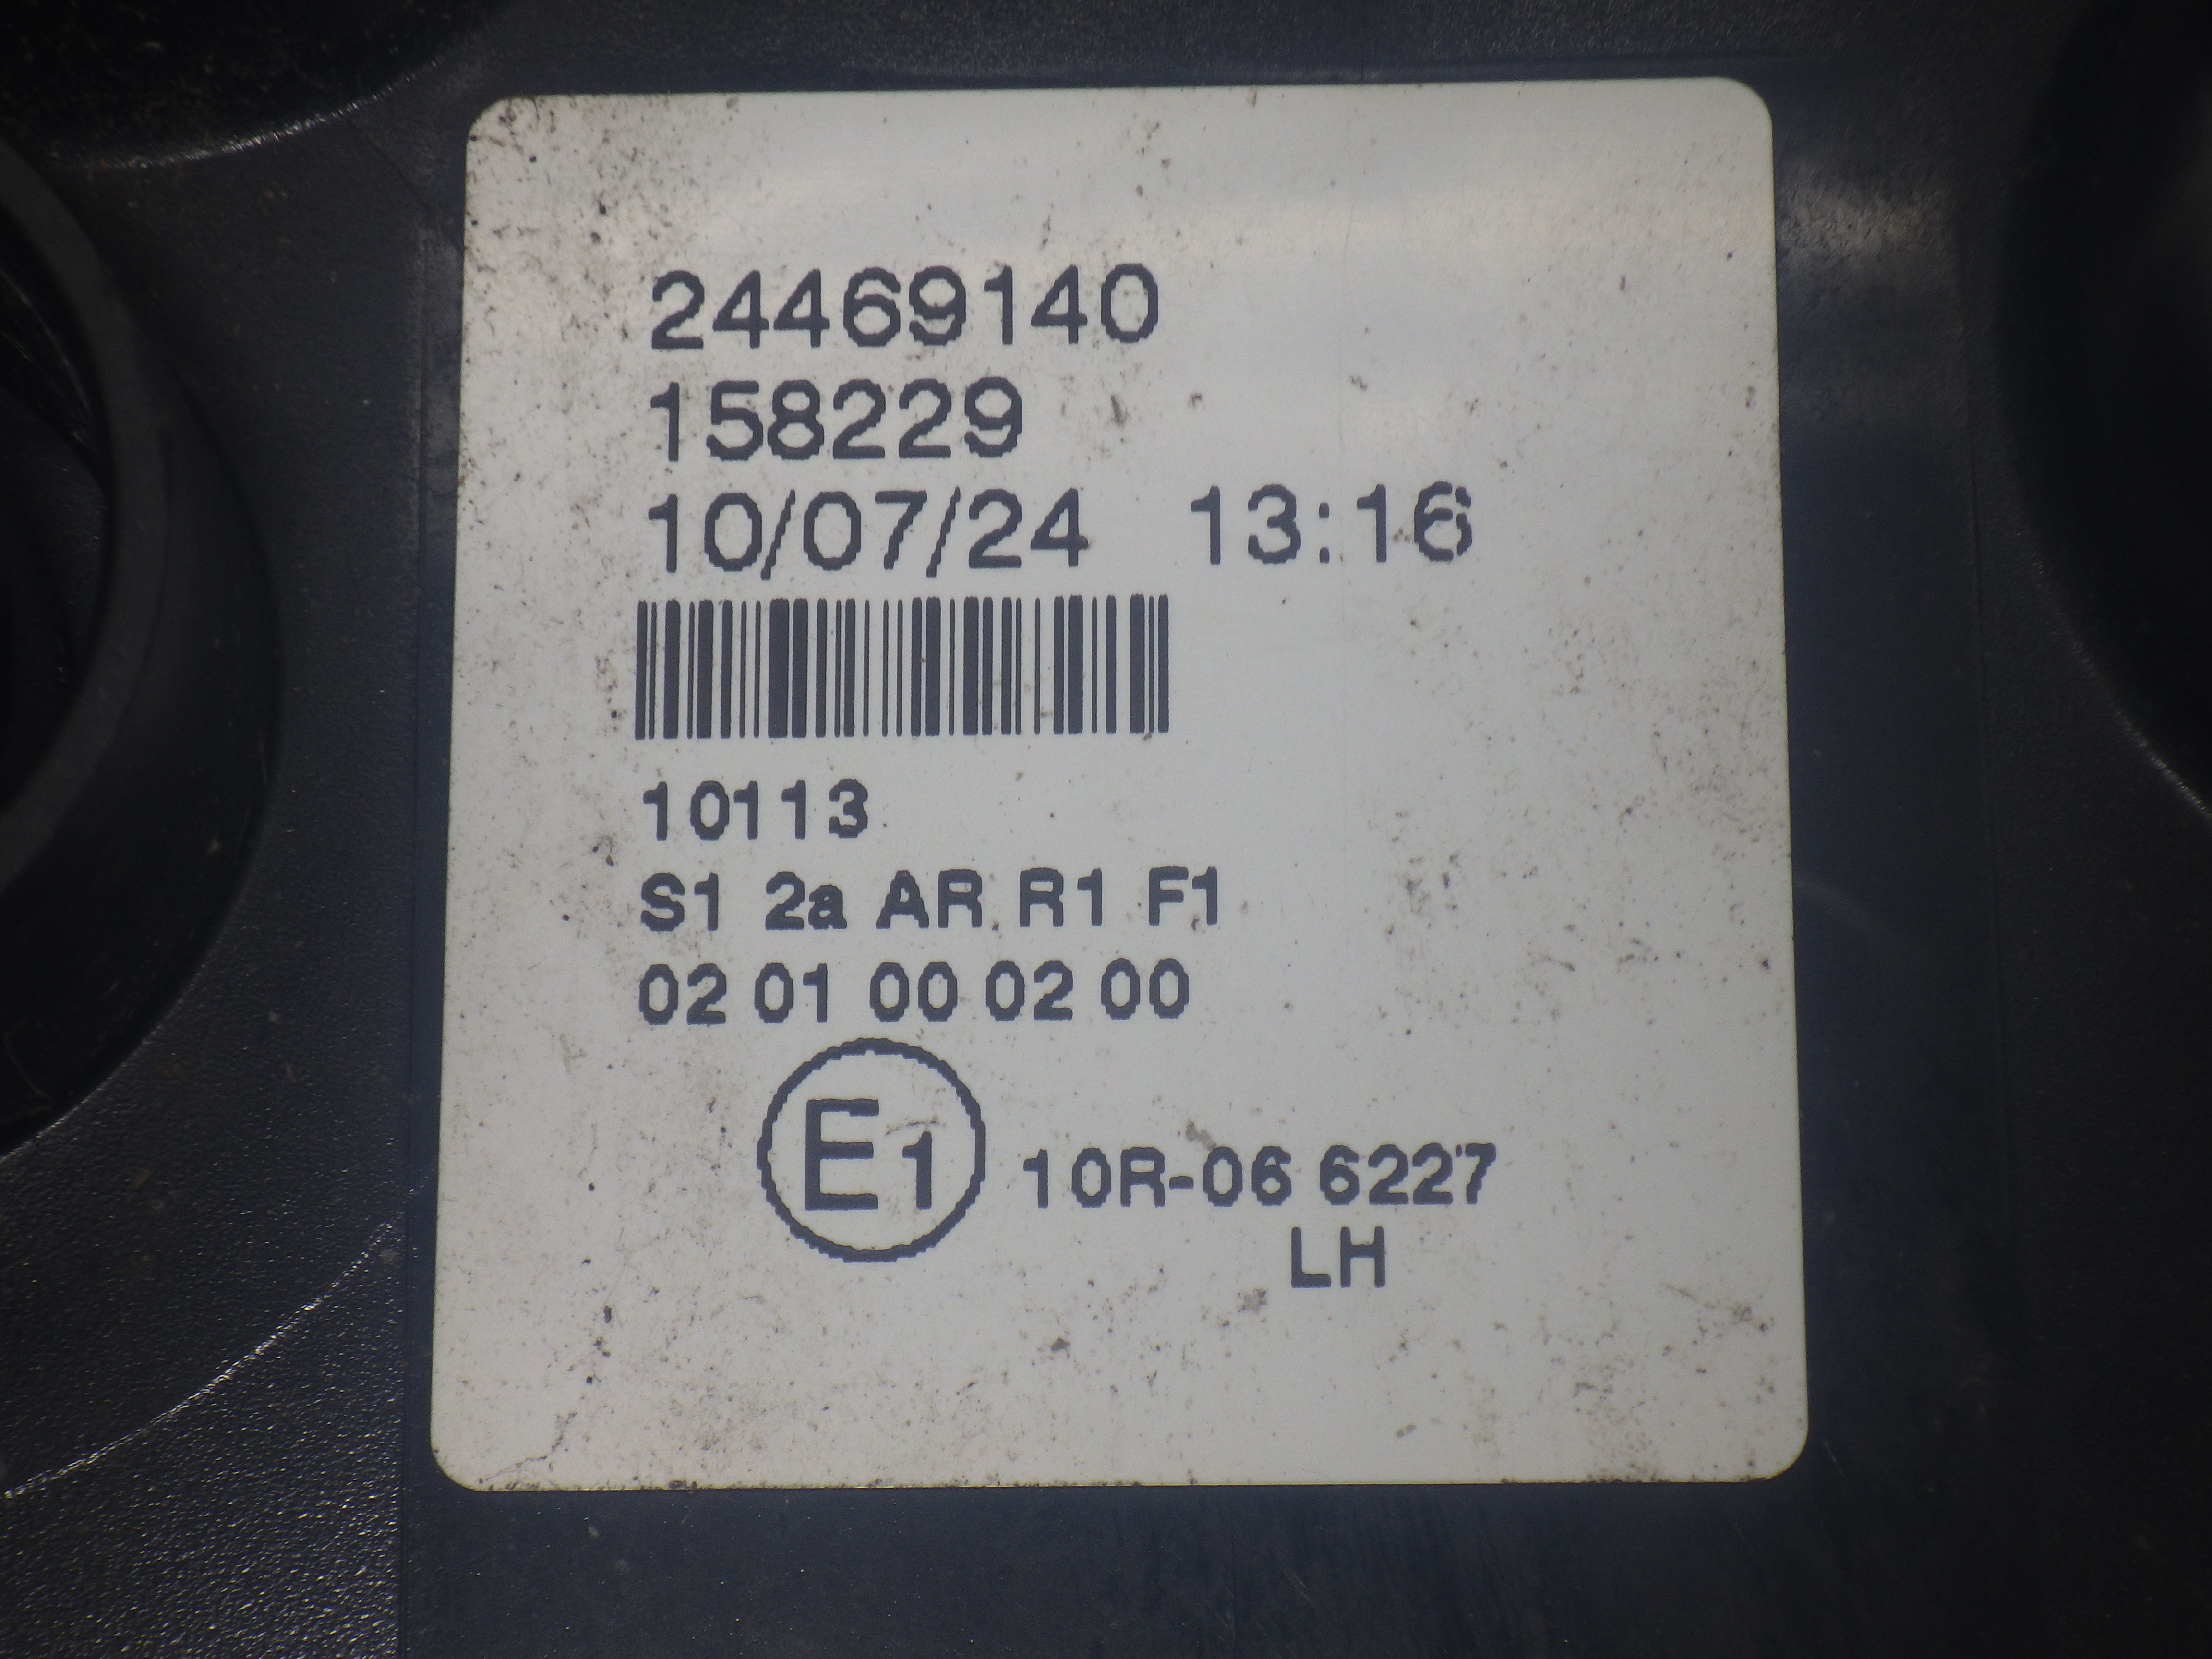 24469140
158229
10/07/24 13:16
10113
S1 2a AR R1 F1
02 01 00 02 00
E1 10R-06 6227
LH